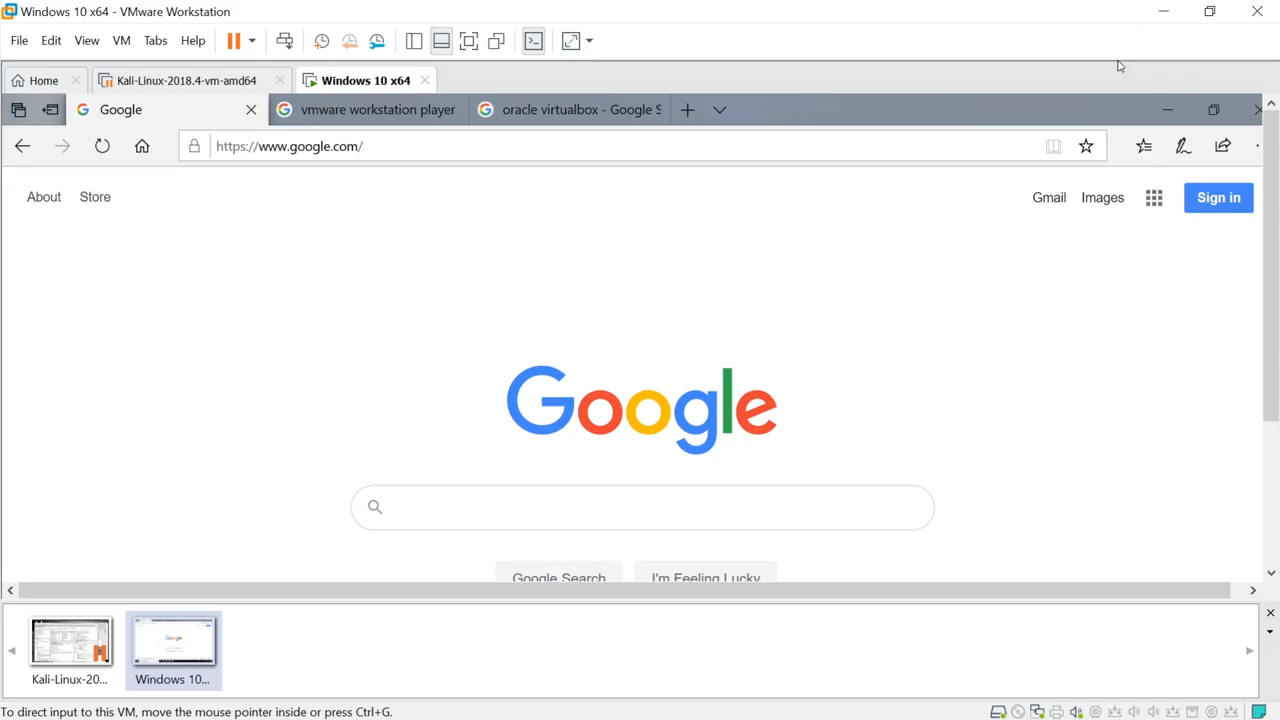 Windows 10 x64 - VMware Workstation
File Edit View VM Tabs Help
Home Kali-Linux-2018.4-vm-amd64 Windows 10 x64
Google vmware workstation player oracle virtualbox - Google S
https://www.google.com/
About Store Gmail Images Sign in
Google
Google Search I'm Feeling Lucky
Google
Kali-Linux-20... Windows 10...
To direct input to this VM, move the mouse pointer inside or press Ctrl+G.